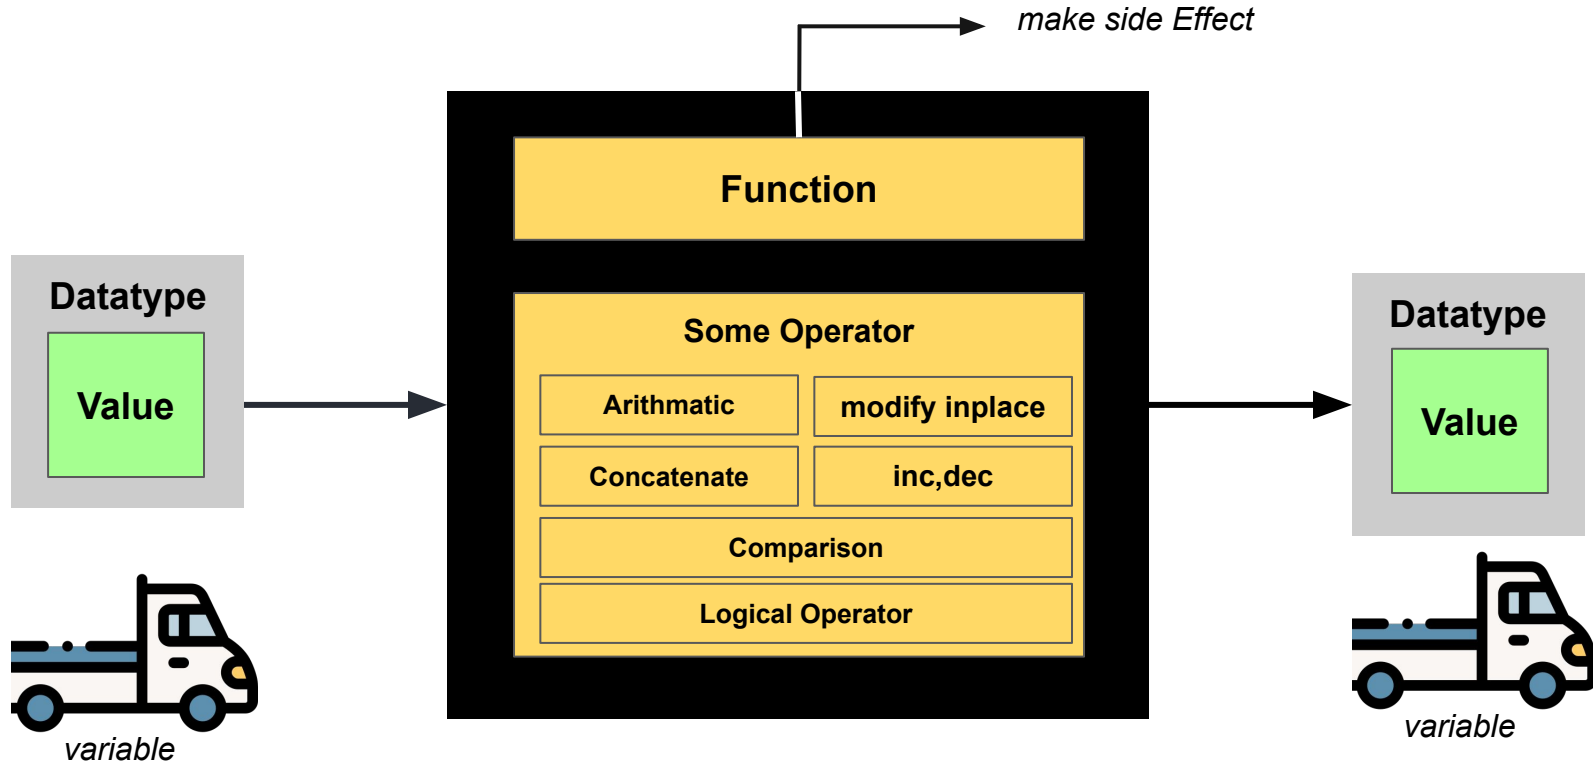 make side Effect
Function
Datatype
Value
Some Operator
Arithmatic
modify inplace
Concatenate
inc,dec
Comparison
Logical Operator
Datatype
Value
variable
variable